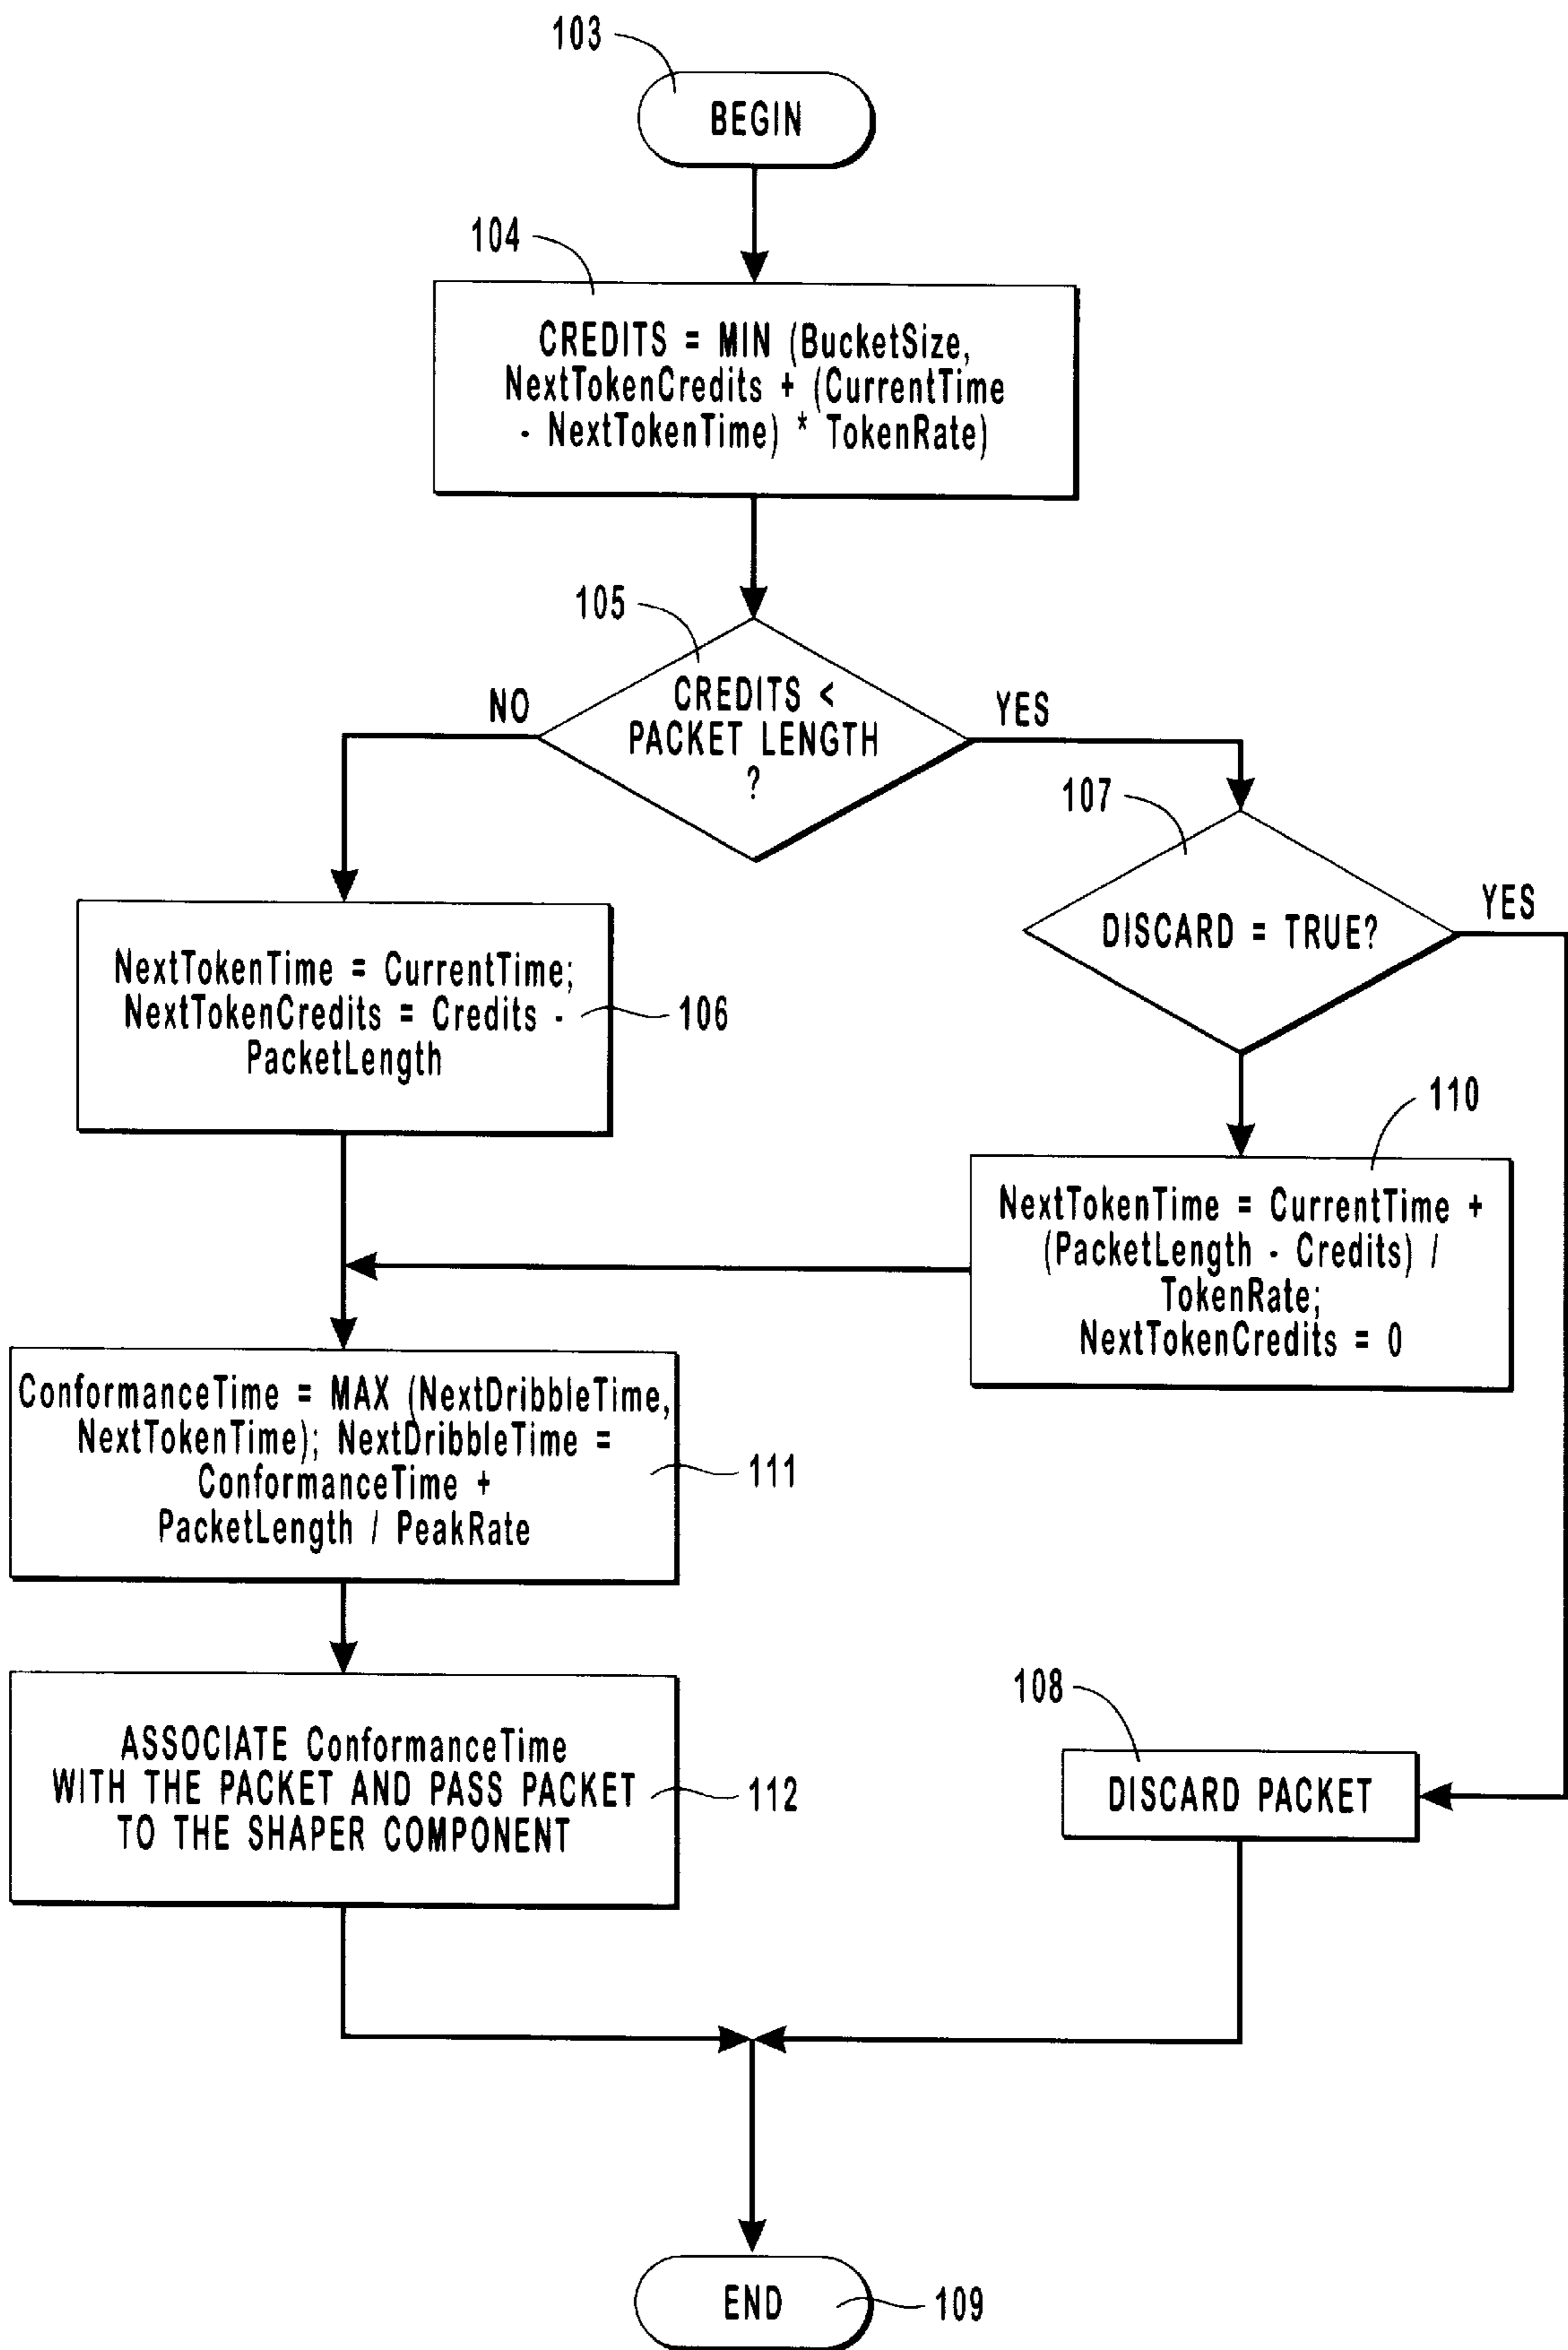 103
BEGIN
104
CREDITS = MIN (BucketSize,
NextTokenCredits + (CurrentTime
- NextTokenTime) * TokenRate)
105
CREDITS <
PACKET LENGTH
?
NO
YES
107
DISCARD = TRUE?
YES
NextTokenTime = CurrentTime;
NextTokenCredits = Credits -
PacketLength
106
110
NextTokenTime = CurrentTime +
(PacketLength - Credits) /
TokenRate;
NextTokenCredits = 0
ConformanceTime = MAX (NextDribbleTime,
NextTokenTime); NextDribbleTime =
ConformanceTime +
PacketLength / PeakRate
111
ASSOCIATE ConformanceTime
WITH THE PACKET AND PASS PACKET
TO THE SHAPER COMPONENT
112
108
DISCARD PACKET
END
109